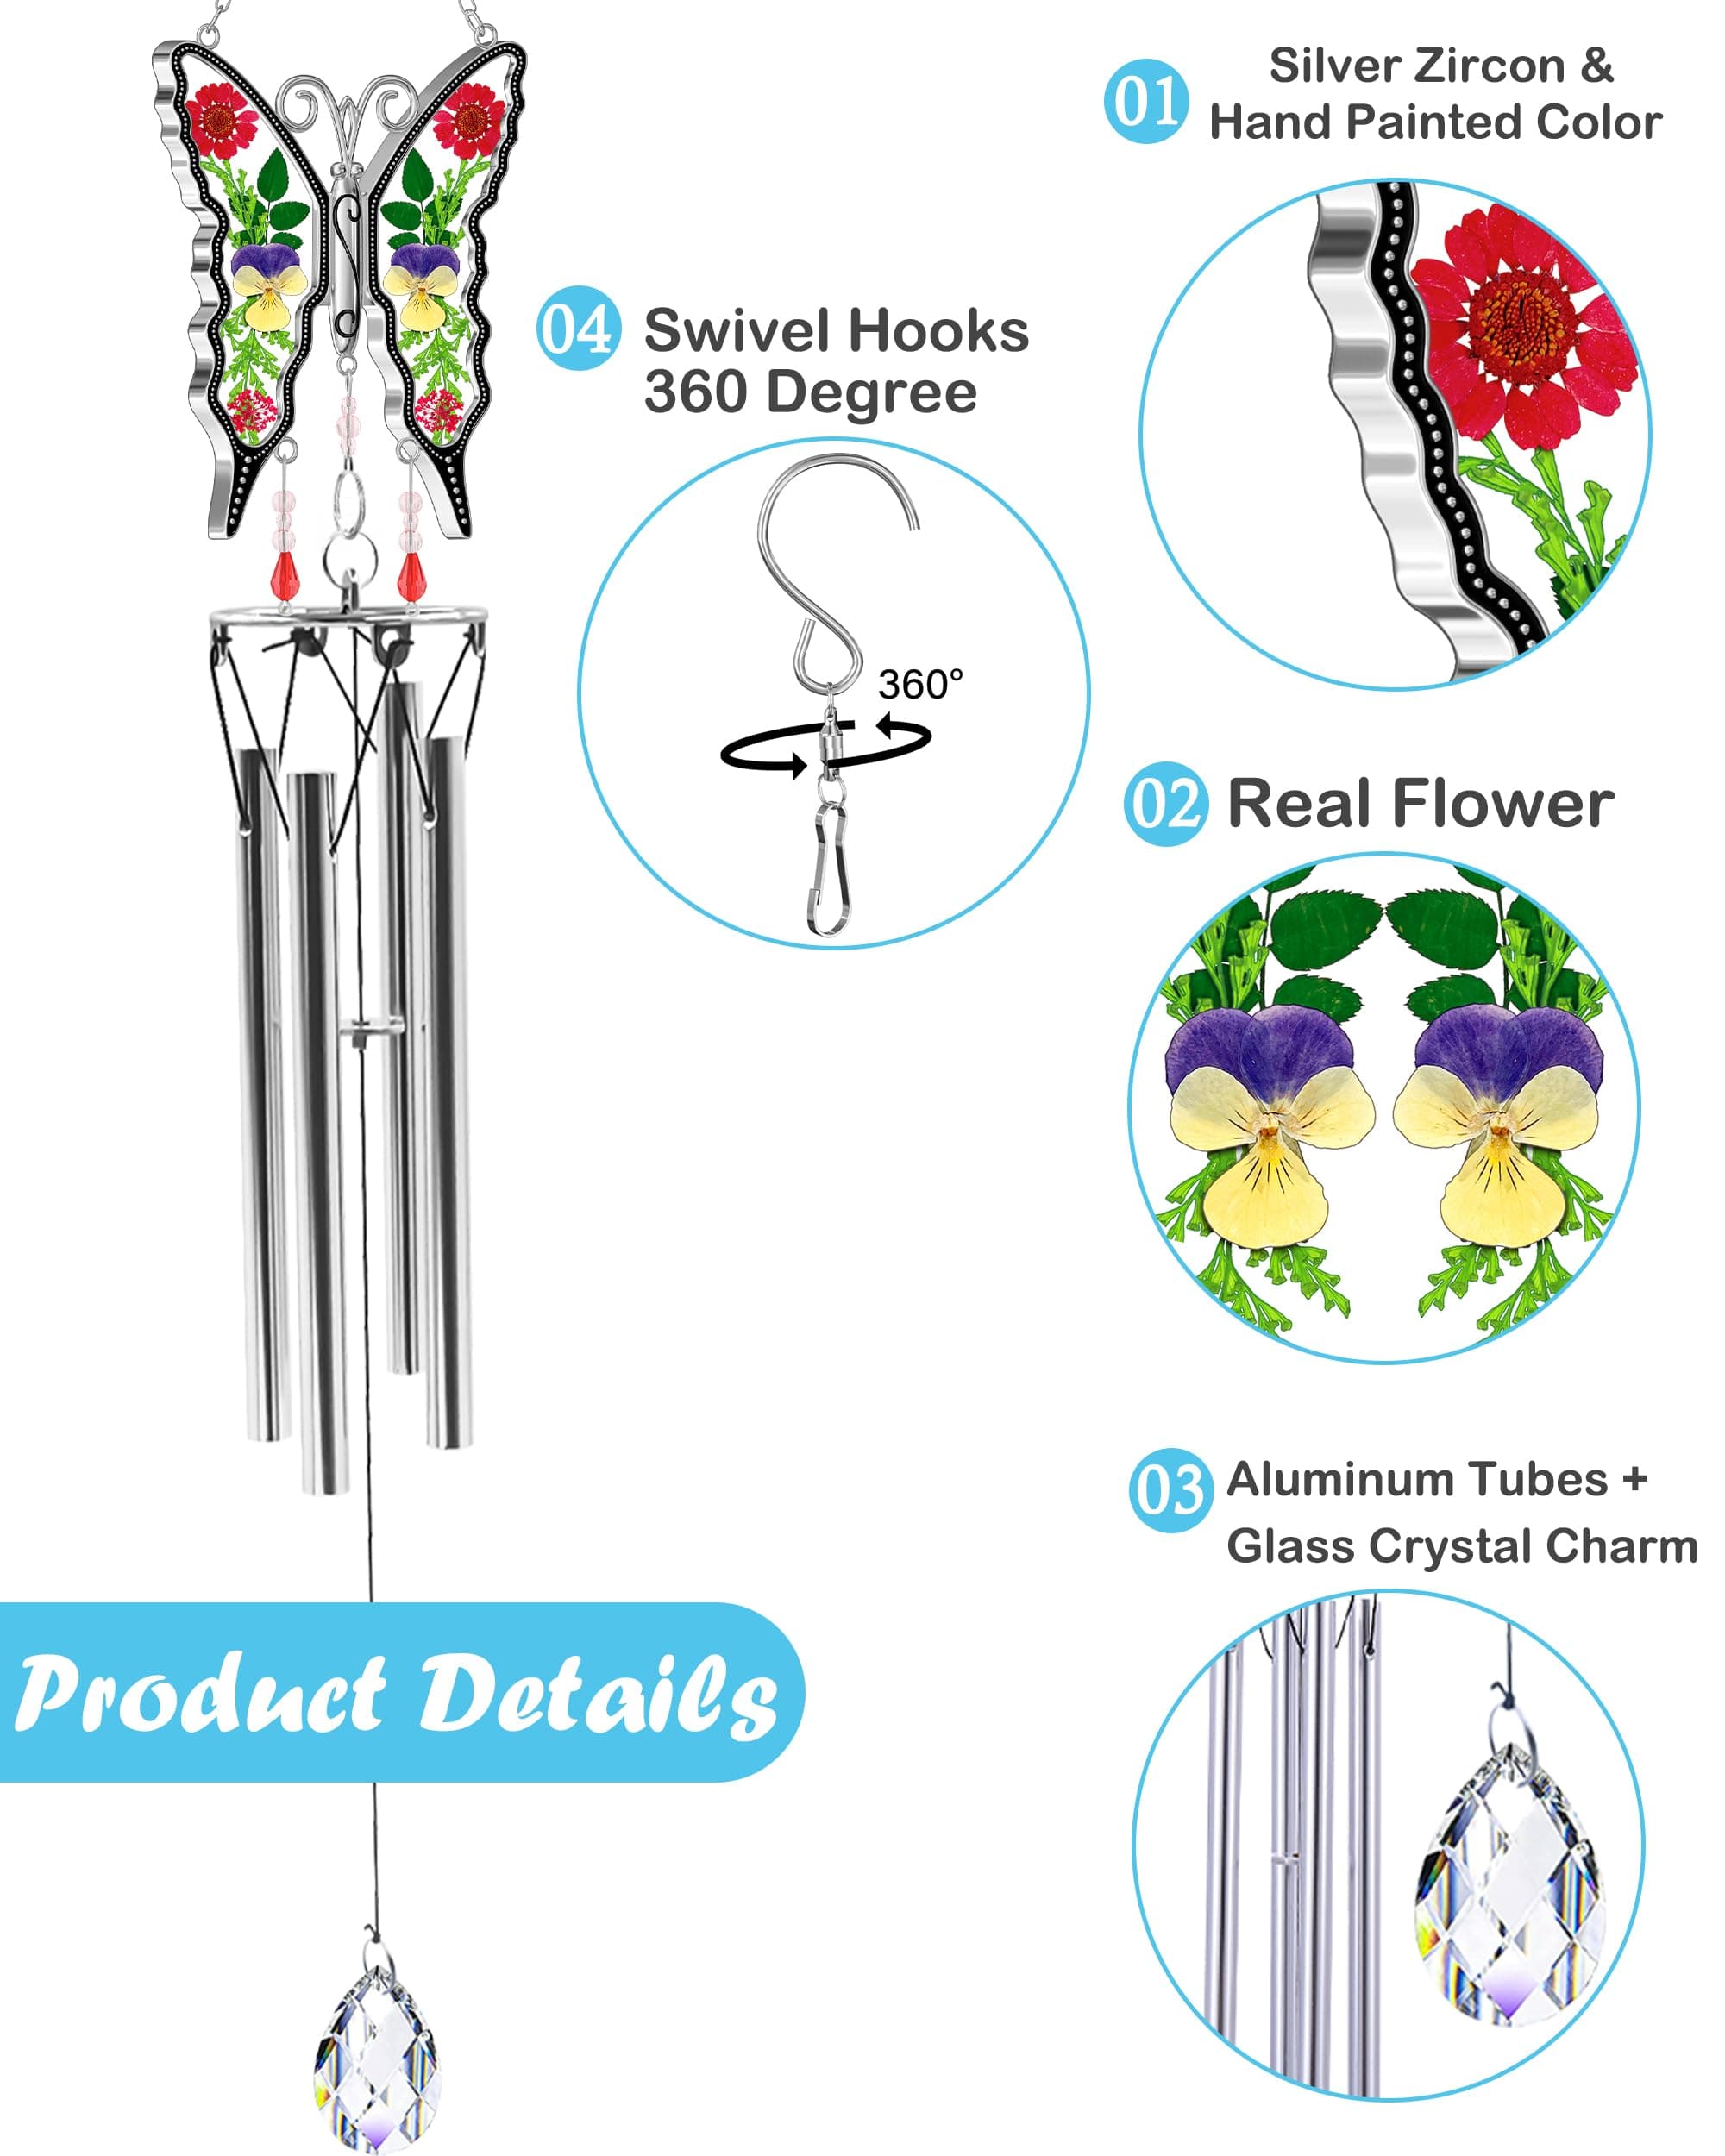 01
Silver Zircon &
Hand Painted Color
04
Swivel Hooks
360 Degree
360°
02
Real Flower
03
Aluminum Tubes +
Glass Crystal Charm
Product Details